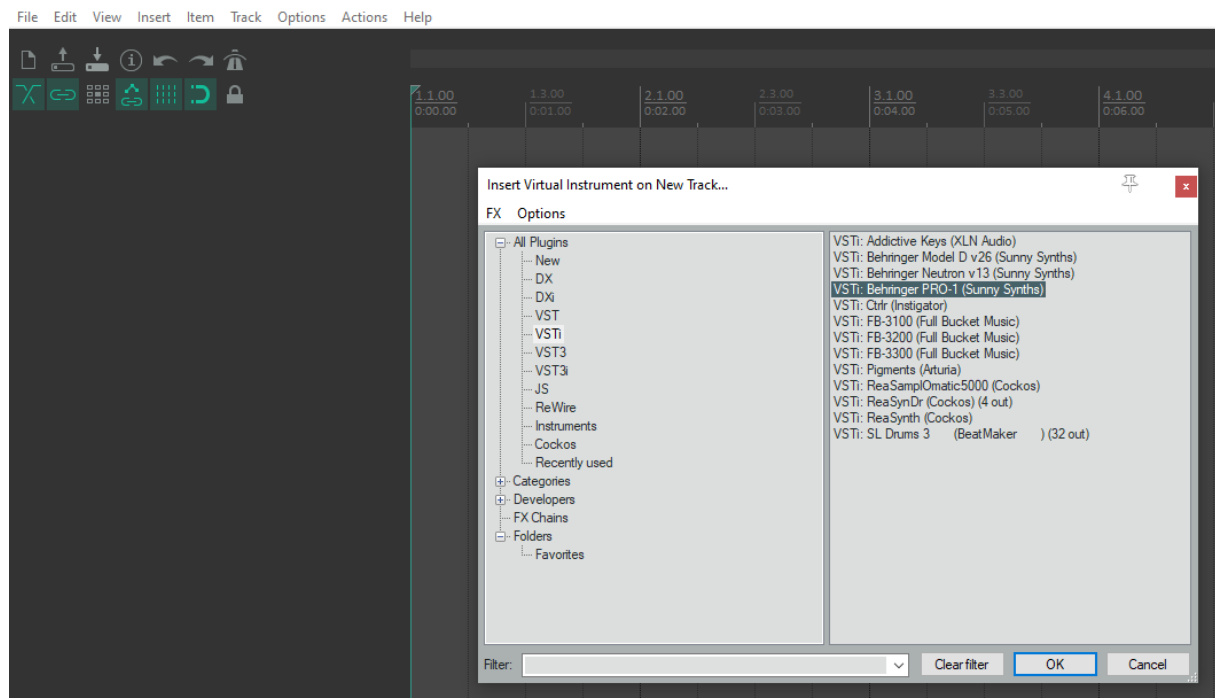 File Edit View Insert Item Track Options Actions Help
1.1.00 1.3.00 2.1.00 2.3.00 3.1.00 3.3.00 4.1.00
0:00.00 0:01.00 0:02.00 0:03.00 0:04.00 0:05.00 0:06.00
Insert Virtual Instrument on New Track...
x
FX Options
All Plugins
New
DX
DXi
VST
VSTi
VST3
VST3i
JS
ReWire
Instruments
Cockos
Recently used
Categories
Developers
FX Chains
Folders
Favorites
VSTi: Addictive Keys (XLN Audio)
VSTi: Behringer Model D v26 (Sunny Synths)
VSTi: Behringer Neutron v13 (Sunny Synths)
VSTi: Behringer PRO-1 (Sunny Synths)
VSTi: Ctrlr (Instigator)
VSTi: FB-3100 (Full Bucket Music)
VSTi: FB-3200 (Full Bucket Music)
VSTi: FB-3300 (Full Bucket Music)
VSTi: Pigments (Arturia)
VSTi: ReaSamplOmatic5000 (Cockos)
VSTi: ReaSynDr (Cockos) (4 out)
VSTi: ReaSynth (Cockos)
VSTi: SL Drums 3 (BeatMaker ) (32 out)
Filter: Clear filter OK Cancel